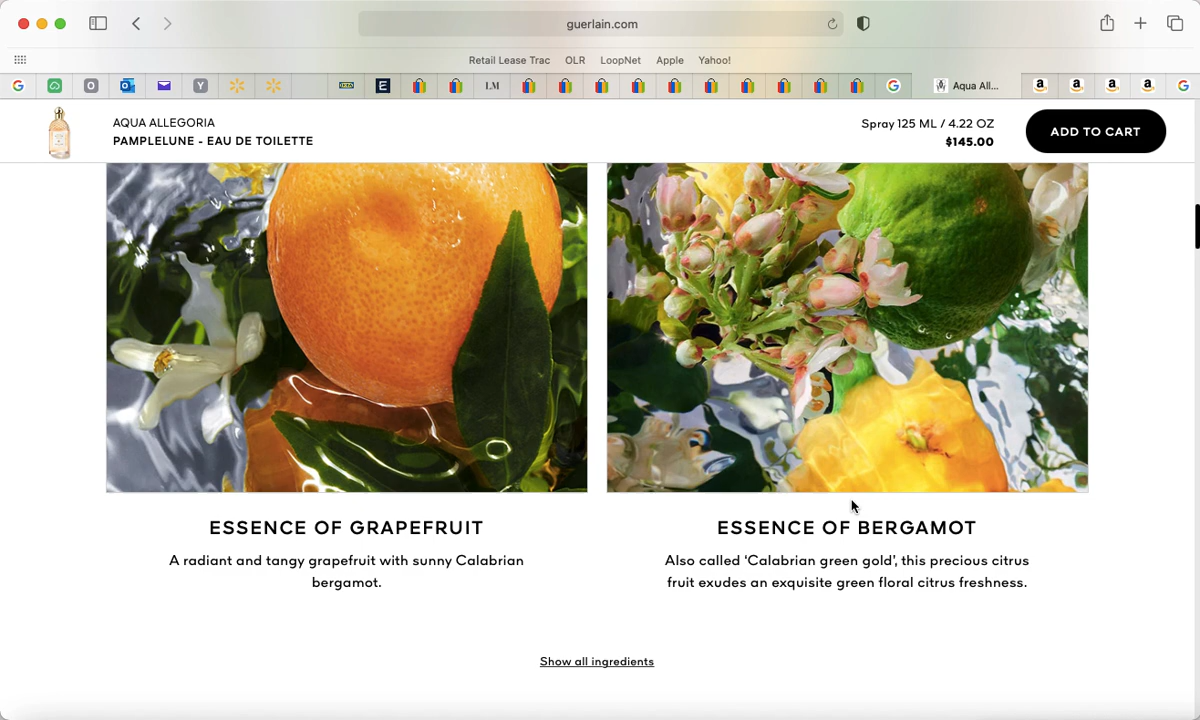 guerlain.com
Retail Lease Trac OLR LoopNet Apple Yahoo!
Aqua All...
AQUA ALLEGORIA
PAMPLELUNE - EAU DE TOILETTE
Spray 125 ML / 4.22 OZ
$145.00
ADD TO CART
ESSENCE OF GRAPEFRUIT
A radiant and tangy grapefruit with sunny Calabrian
bergamot.
ESSENCE OF BERGAMOT
Also called ‘Calabrian green gold’, this precious citrus
fruit exudes an exquisite green floral citrus freshness.
Show all ingredients